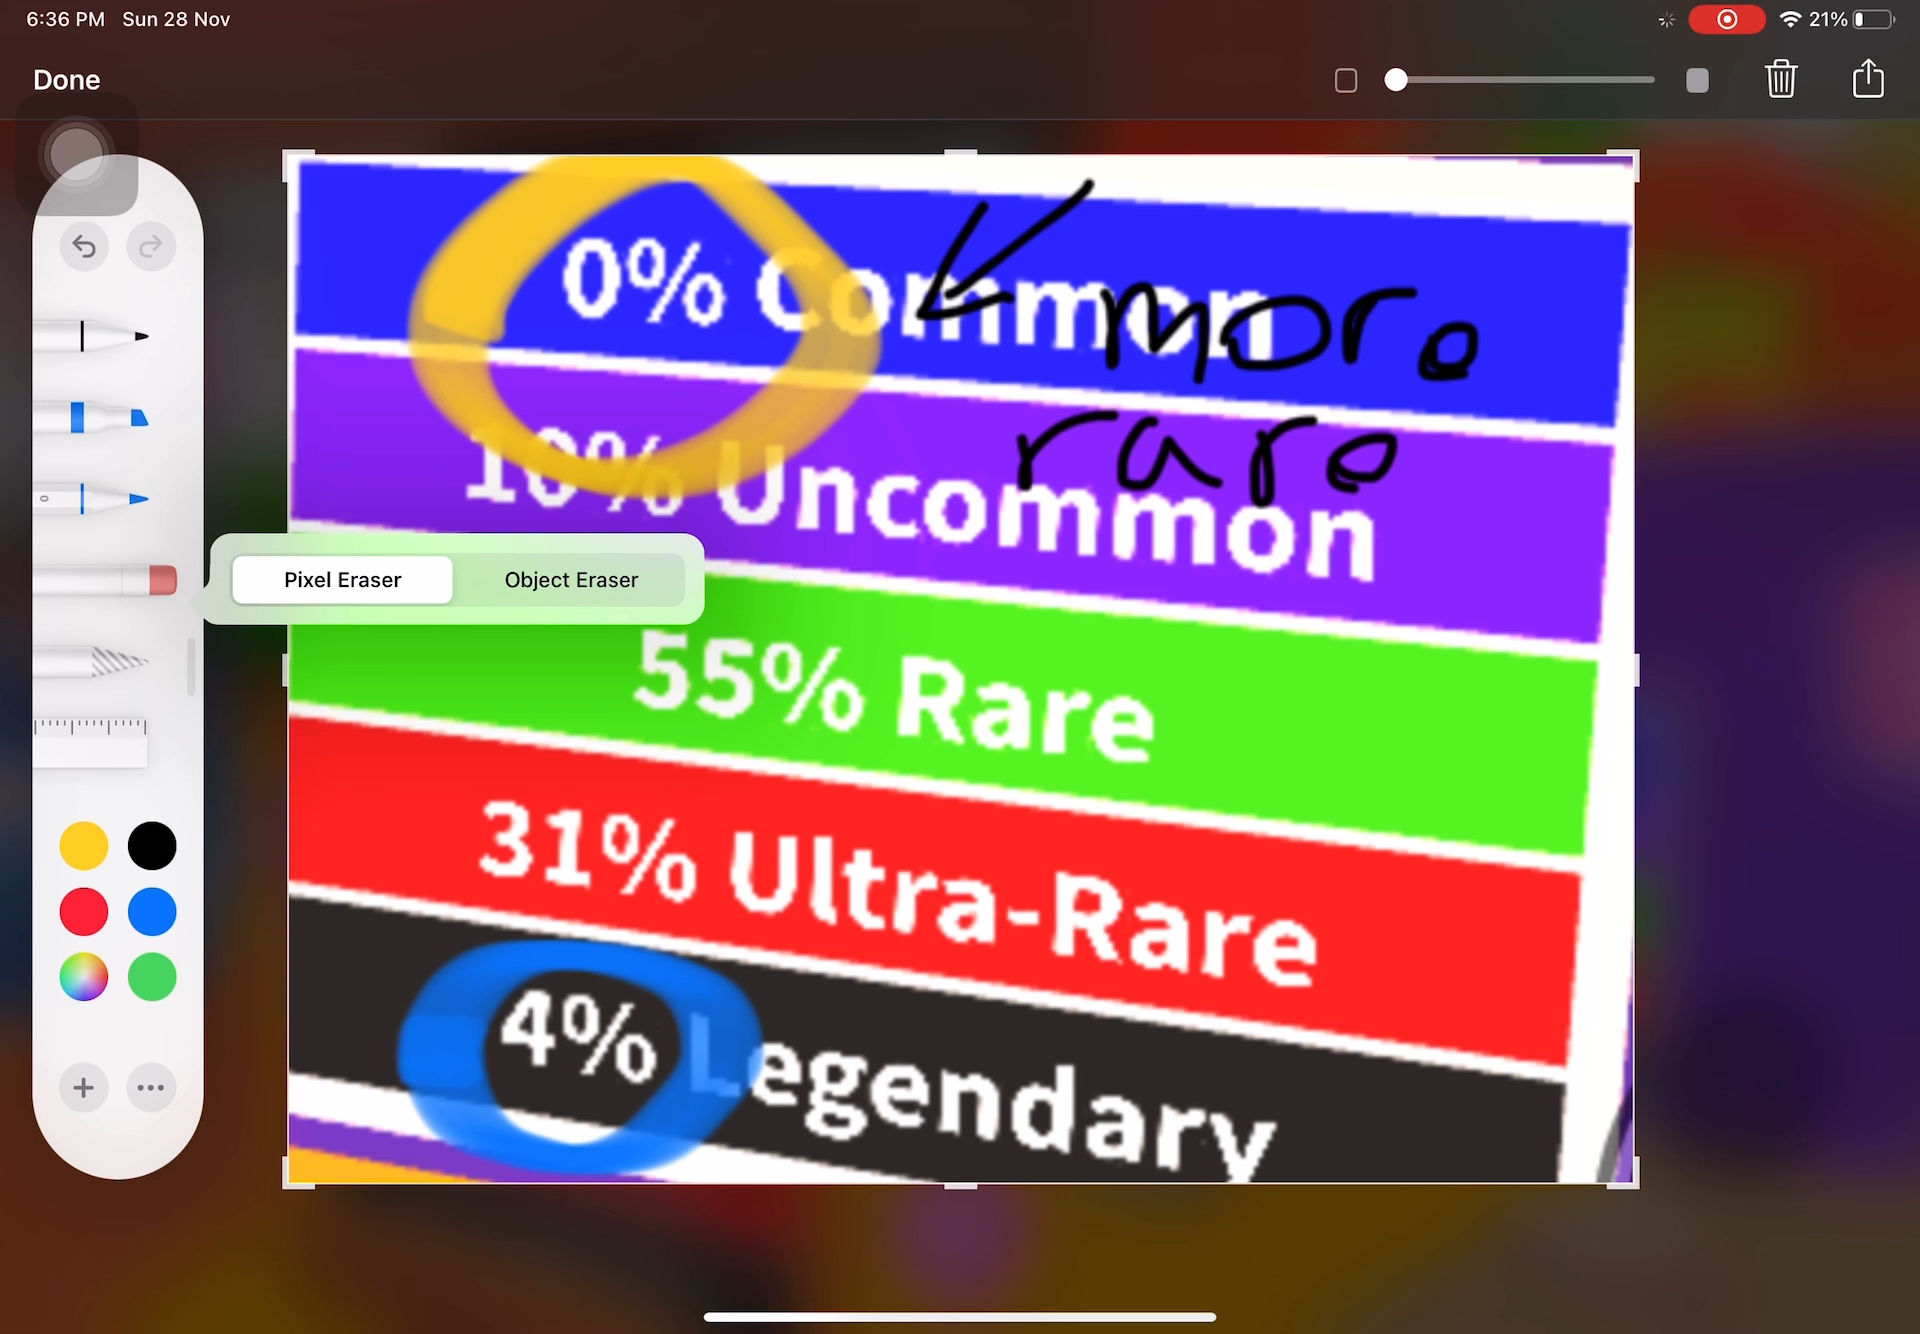 6:36 PM Sun 28 Nov
21%
Done
0% Common
more
10% Uncommon
rare
Pixel Eraser Object Eraser
55% Rare
31% Ultra-Rare
4% Legendary